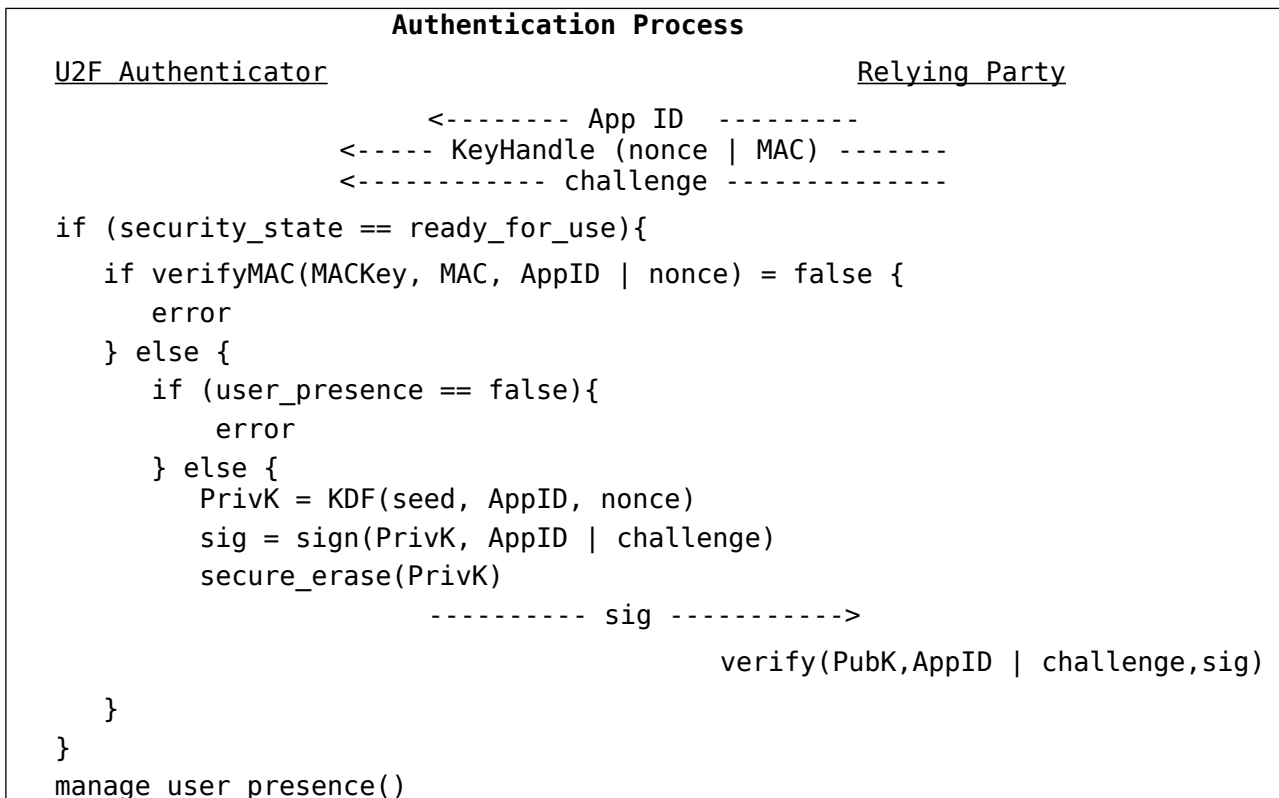 Authentication Process
U2F Authenticator Relying Party
<-------- App ID ---------
<----- KeyHandle (nonce | MAC) -------
<------------ challenge --------------
if (security_state == ready_for_use){
if verifyMAC(MACKey, MAC, AppID | nonce) = false {
error
} else {
if (user_presence == false){
error
} else {
PrivK = KDF(seed, AppID, nonce)
sig = sign(PrivK, AppID | challenge)
secure_erase(PrivK)
---------- sig ----------->
verify(PubK,AppID | challenge,sig)
}
}
manage user presence()